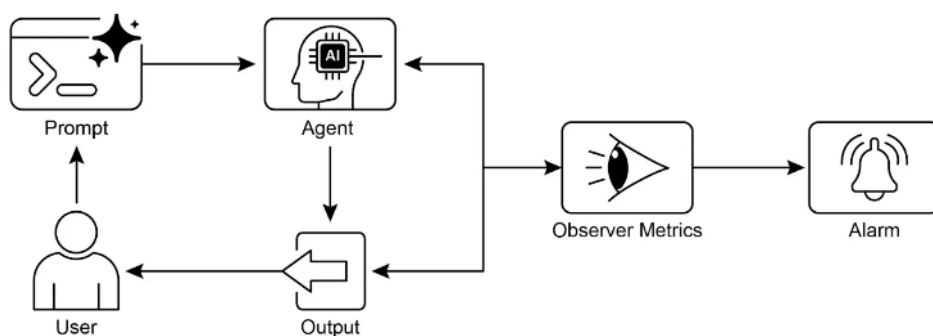 Prompt
AI
Agent
Observer Metrics
Alarm
User
Output